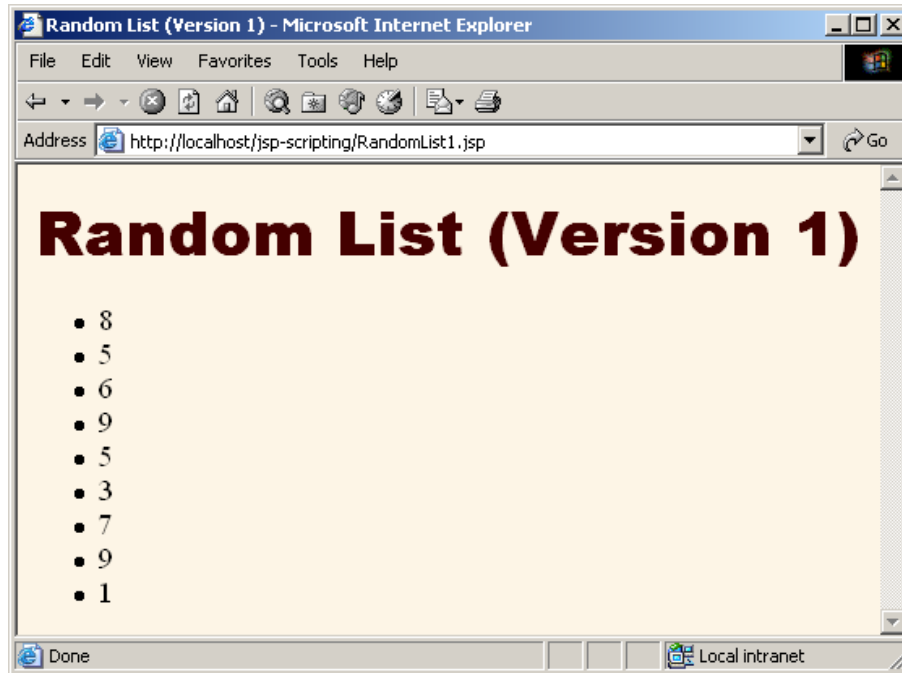 Random List (Version 1) - Microsoft Internet Explorer
File Edit View Favorites Tools Help
Address http://localhost/jsp-scripting/RandomList1.jsp Go
Random List (Version 1)
• 8
• 5
• 6
• 9
• 5
• 3
• 7
• 9
• 1
Done Local intranet